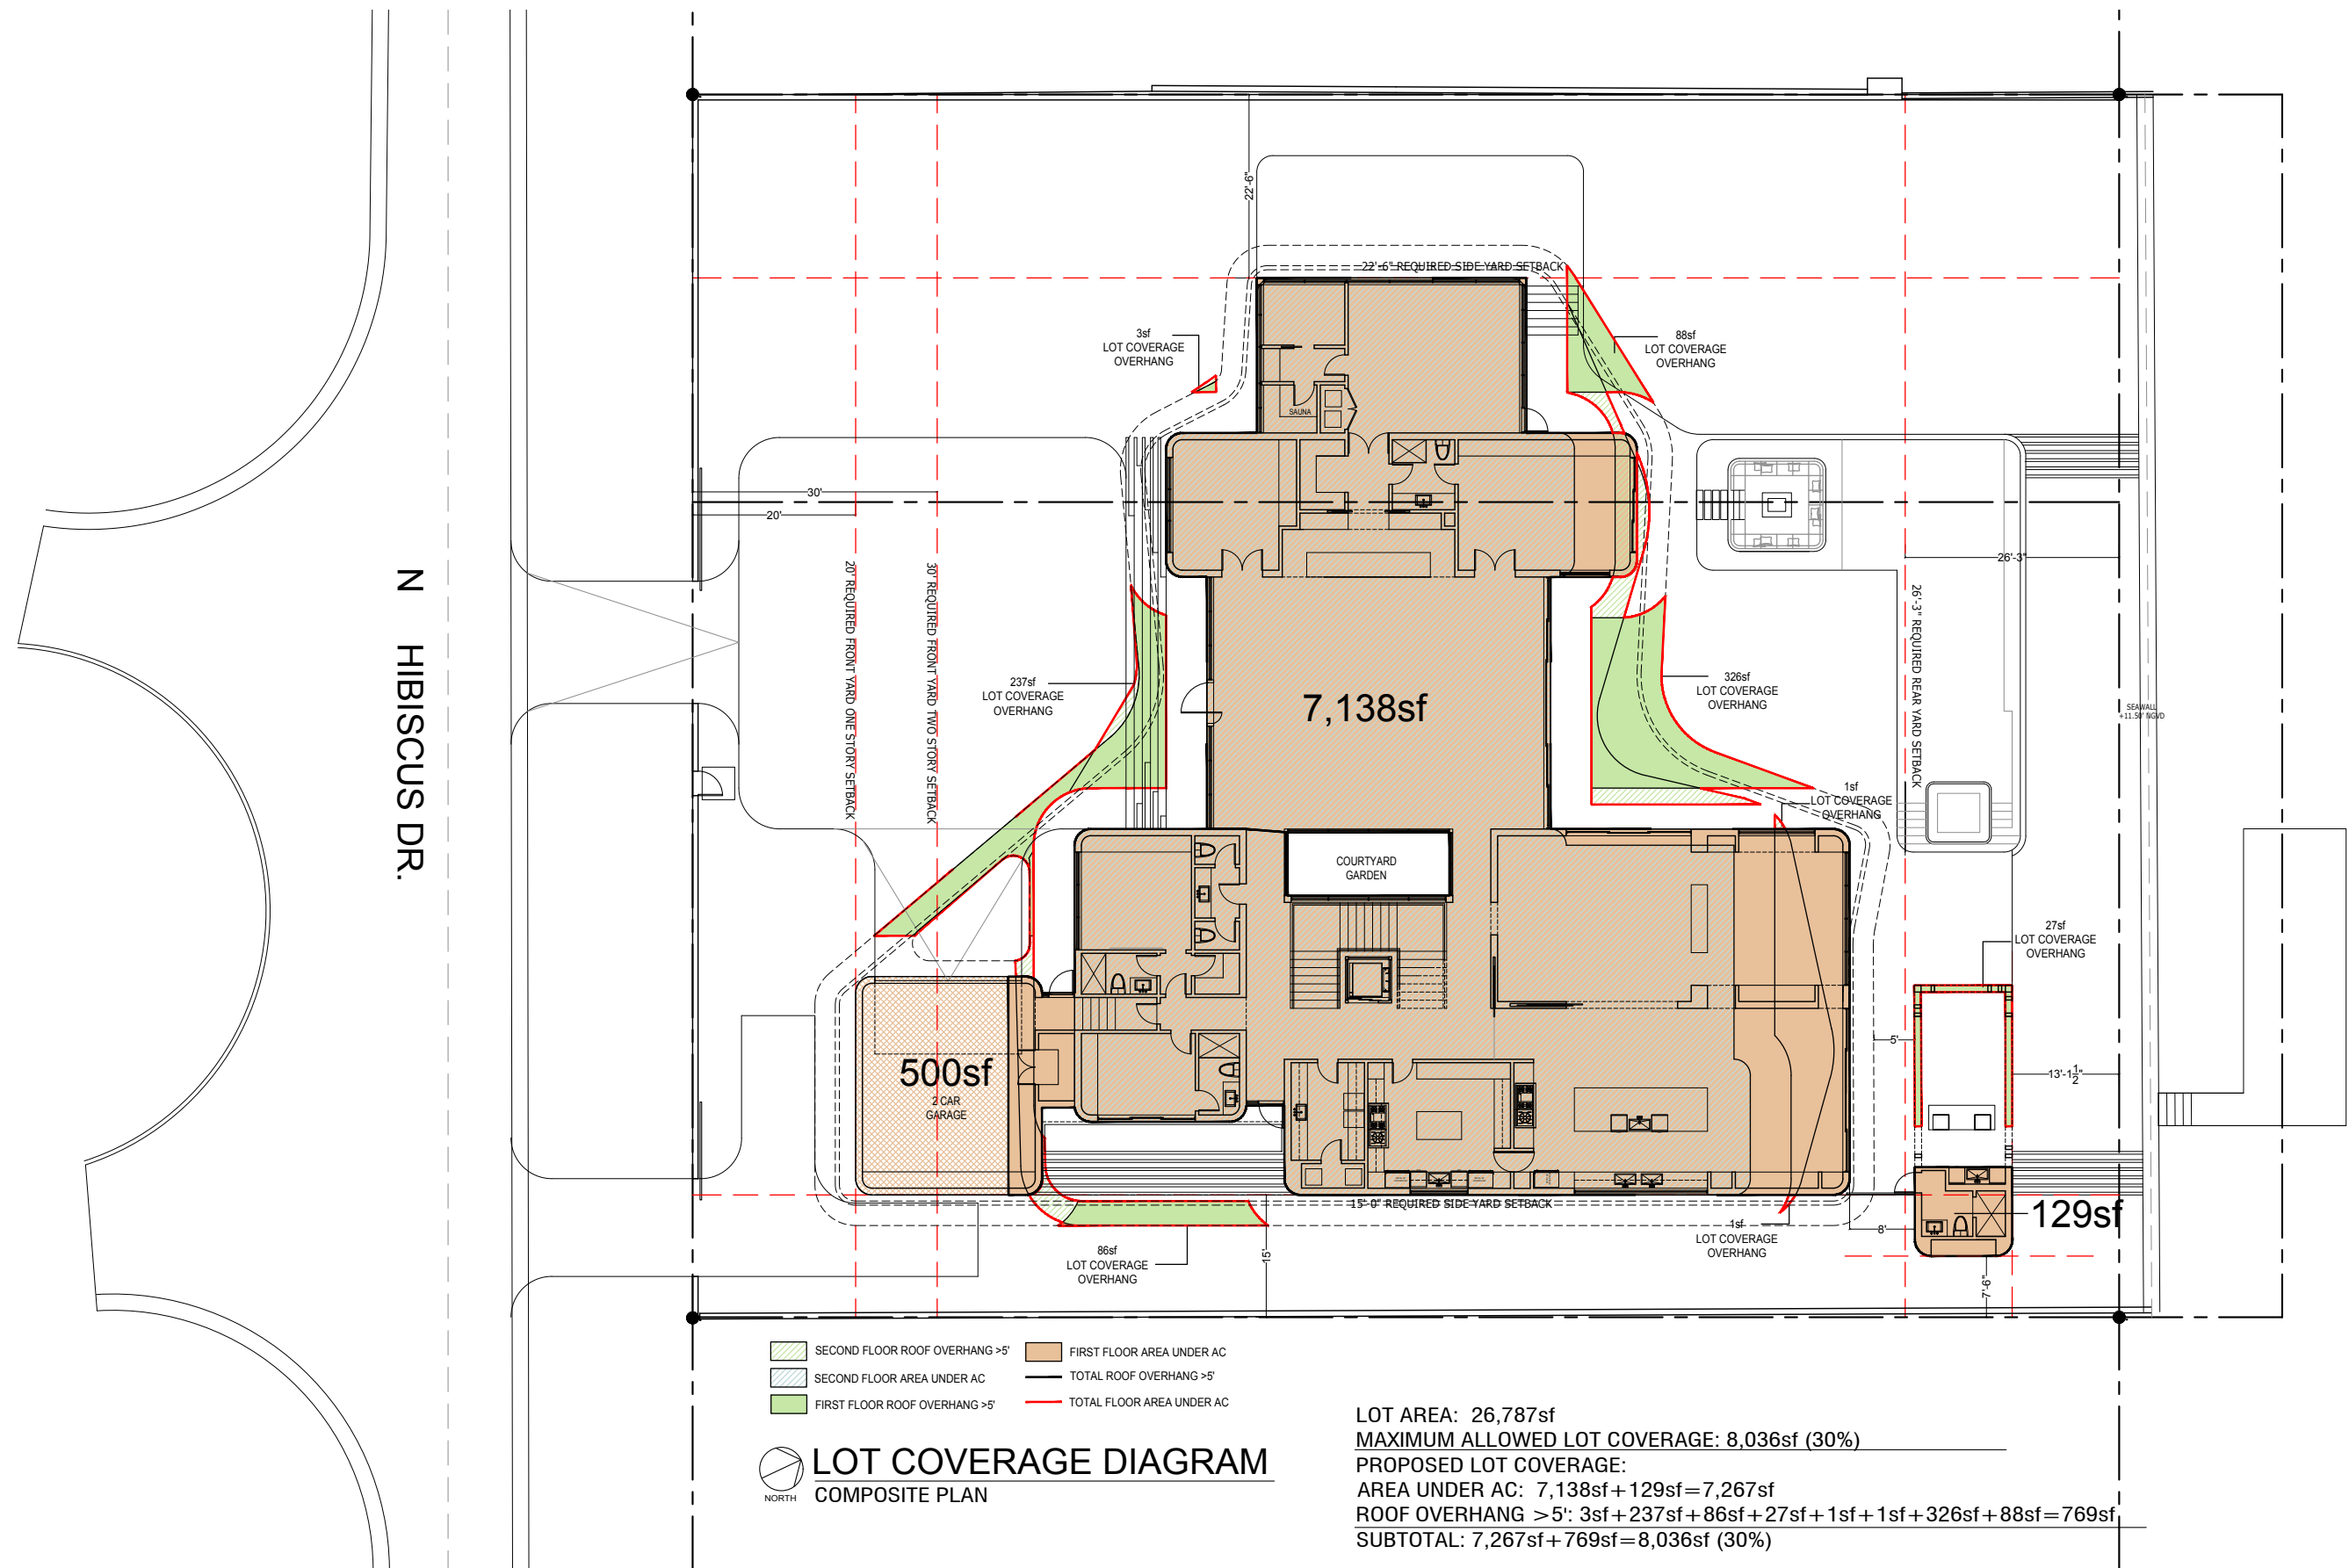 22'-6"
22'-6" REQUIRED SIDE YARD SETBACK
3sf
LOT COVERAGE
OVERHANG
88sf
LOT COVERAGE
OVERHANG
SAUNA
30'
20'
26'-3"
N HIBISCUS DR.
20' REQUIRED FRONT YARD ONE STORY SETBACK
30' REQUIRED FRONT YARD TWO STORY SETBACK
26'-3" REQUIRED REAR YARD SETBACK
237sf
LOT COVERAGE
OVERHANG
7,138sf
326sf
LOT COVERAGE
OVERHANG
SEAWALL
+11.50' NGVD
1sf
LOT COVERAGE
OVERHANG
COURTYARD
GARDEN
27sf
LOT COVERAGE
OVERHANG
5'
13'-1 1/2"
500sf
2 CAR
GARAGE
15'-0" REQUIRED SIDE YARD SETBACK
129sf
8'
1sf
LOT COVERAGE
OVERHANG
86sf
LOT COVERAGE
OVERHANG
15'
7'-6"
SECOND FLOOR ROOF OVERHANG >5'
FIRST FLOOR AREA UNDER AC
SECOND FLOOR AREA UNDER AC
TOTAL ROOF OVERHANG >5'
FIRST FLOOR ROOF OVERHANG >5'
TOTAL FLOOR AREA UNDER AC
LOT COVERAGE DIAGRAM
NORTH
COMPOSITE PLAN
LOT AREA: 26,787sf
MAXIMUM ALLOWED LOT COVERAGE: 8,036sf (30%)
PROPOSED LOT COVERAGE:
AREA UNDER AC: 7,138sf+129sf=7,267sf
ROOF OVERHANG >5': 3sf+237sf+86sf+27sf+1sf+1sf+326sf+88sf=769sf
SUBTOTAL: 7,267sf+769sf=8,036sf (30%)